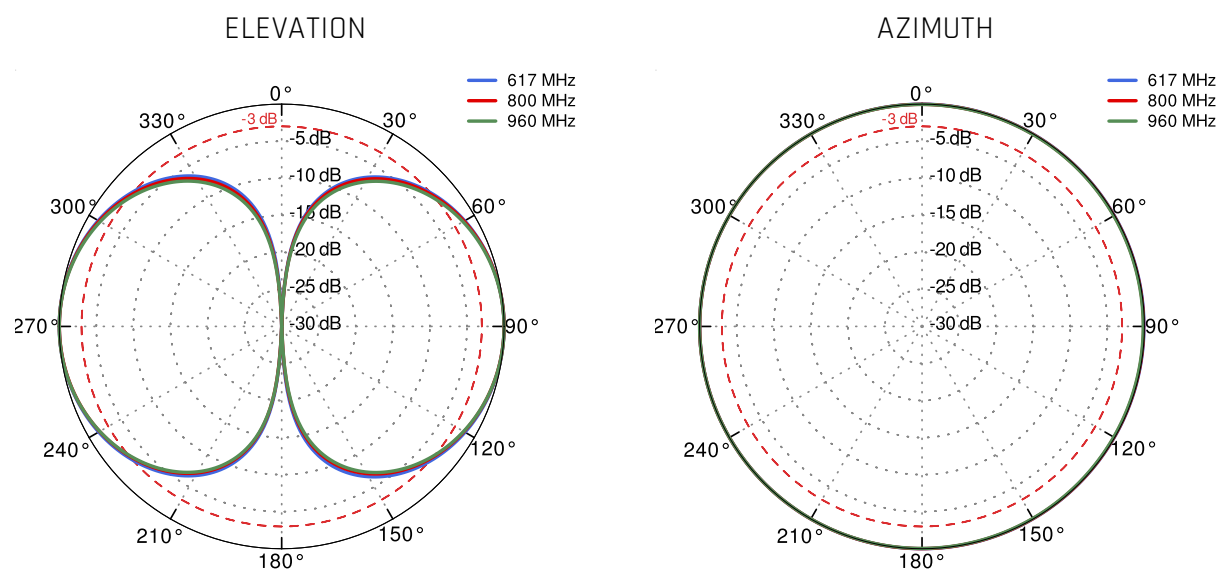 ELEVATION
617 MHz
800 MHz
960 MHz
0°
330°
30°
-3 dB
-5 dB
-10 dB
300°
-15 dB
60°
20 dB
-25 dB
270°
-30 dB
90°
240°
120°
210°
150°
180°
AZIMUTH
617 MHz
800 MHz
960 MHz
0°
330°
30°
-3 dB
-5 dB
-10 dB
300°
-15 dB
60°
-20 dB
-25 dB
270°
-30 dB
90°
240°
120°
210°
150°
180°